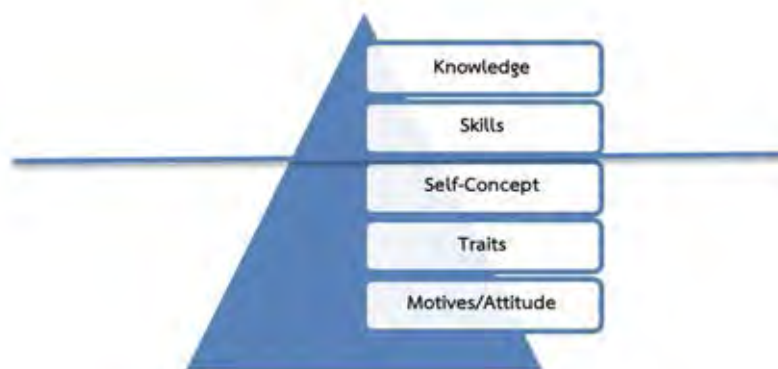 Knowledge
Skills
Self-Concept
Traits
Motives/Attitude